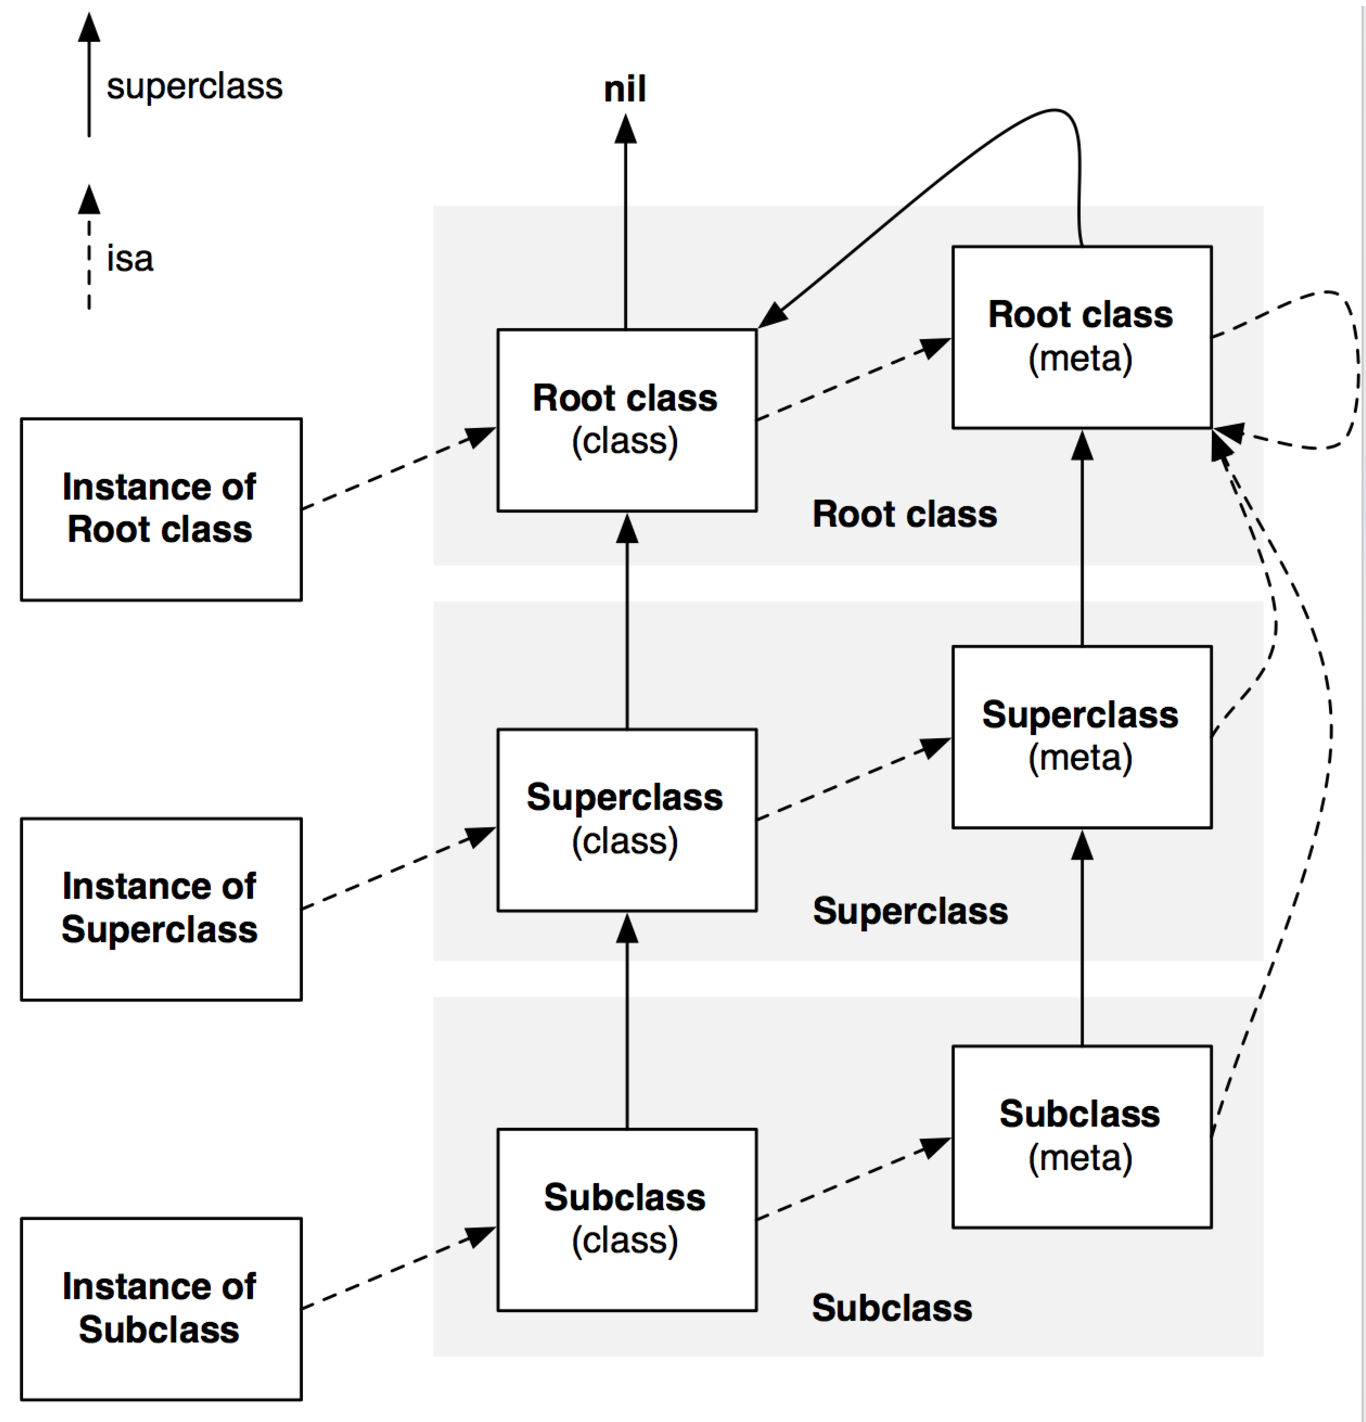 superclass
nil
isa
Root class
(meta)
Root class
(class)
Instance of
Root class
Root class
Superclass
(meta)
Superclass
(class)
Instance of
Superclass
Superclass
Subclass
(meta)
Subclass
(class)
Instance of
Subclass
Subclass